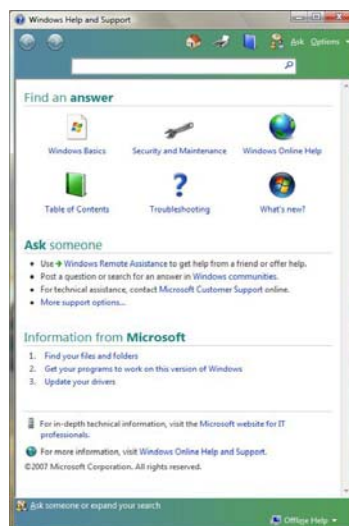 Windows Help and Support
Ask Options
Find an answer
Windows Basics Security and Maintenance Windows Online Help
Table of Contents Troubleshooting What's new?
Ask someone
• Use Windows Remote Assistance to get help from a friend or offer help.
• Post a question or search for an answer in Windows communities.
• For technical assistance, contact Microsoft Customer Support online.
• More support options...
Information from Microsoft
1. Find your files and folders
2. Get your programs to work on this version of Windows
3. Update your drivers
For in-depth technical information, visit the Microsoft website for IT
professionals.
For more information, visit Windows Online Help and Support.
©2007 Microsoft Corporation. All rights reserved.
Ask someone or expand your search
Offline Help